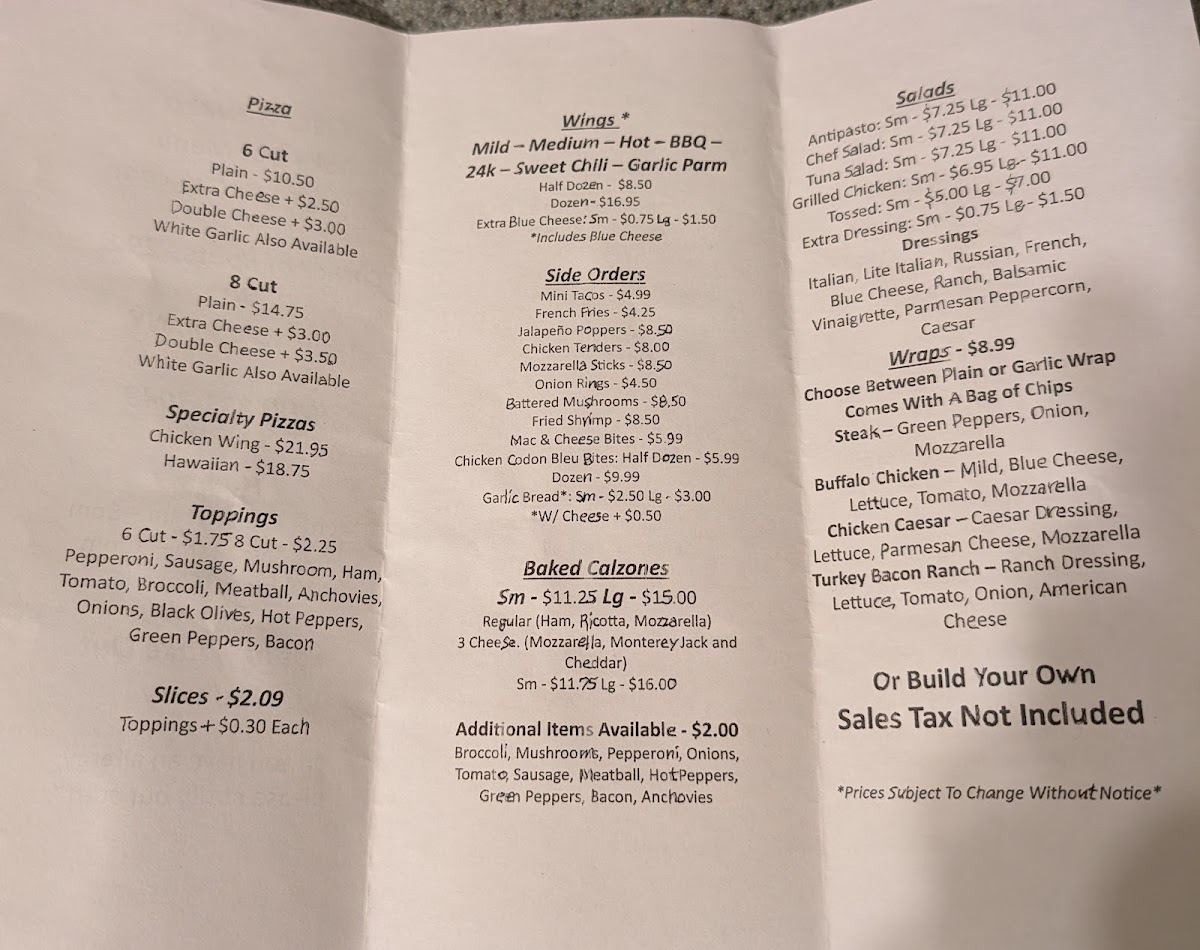 Pizza
6 Cut
Plain - $10.50
Extra Cheese + $2.50
Double Cheese + $3.00
White Garlic Also Available
8 Cut
Plain - $14.75
Extra Cheese + $3.00
Double Cheese + $3.50
White Garlic Also Available
Specialty Pizzas
Chicken Wing - $21.95
Hawaiian - $18.75
Toppings
6 Cut - $1.75 8 Cut - $2.25
Pepperoni, Sausage, Mushroom, Ham,
Tomato, Broccoli, Meatball, Anchovies,
Onions, Black Olives, Hot Peppers,
Green Peppers, Bacon
Slices - $2.09
Toppings + $0.30 Each
Wings *
Mild – Medium – Hot – BBQ –
24k – Sweet Chili – Garlic Parm
Half Dozen - $8.50
Dozen - $16.95
Extra Blue Cheese: Sm - $0.75 Lg - $1.50
*Includes Blue Cheese
Side Orders
Mini Tacos - $4.99
French Fries - $4.25
Jalapeño Poppers - $8.50
Chicken Tenders - $8.00
Mozzarella Sticks - $8.50
Onion Rings - $4.50
Battered Mushrooms - $8.50
Fried Shrimp - $8.50
Mac & Cheese Bites - $5.99
Chicken Codon Bleu Bites: Half Dozen - $5.99
Dozen - $9.99
Garlic Bread*: Sm - $2.50 Lg - $3.00
*W/ Cheese + $0.50
Baked Calzones
Sm - $11.25 Lg - $15.00
Regular (Ham, Ricotta, Mozzarella)
3 Cheese. (Mozzarella, Monterey Jack and
Cheddar)
Sm - $11.75 Lg - $16.00
Additional Items Available - $2.00
Broccoli, Mushrooms, Pepperoni, Onions,
Tomato, Sausage, Meatball, Hot Peppers,
Green Peppers, Bacon, Anchovies
Salads
Antipasto: Sm - $7.25 Lg - $11.00
Chef Salad: Sm - $7.25 Lg - $11.00
Tuna Salad: Sm - $7.25 Lg - $11.00
Grilled Chicken: Sm - $6.95 Lg - $11.00
Tossed: Sm - $5.00 Lg - $7.00
Extra Dressing: Sm - $0.75 Lg - $1.50
Dressings
Italian, Lite Italian, Russian, French,
Blue Cheese, Ranch, Balsamic
Vinaigrette, Parmesan Peppercorn,
Caesar
Wraps - $8.99
Choose Between Plain or Garlic Wrap
Comes With A Bag of Chips
Steak – Green Peppers, Onion,
Mozzarella
Buffalo Chicken – Mild, Blue Cheese,
Lettuce, Tomato, Mozzarella
Chicken Caesar – Caesar Dressing,
Lettuce, Parmesan Cheese, Mozzarella
Turkey Bacon Ranch – Ranch Dressing,
Lettuce, Tomato, Onion, American
Cheese
Or Build Your Own
Sales Tax Not Included
*Prices Subject To Change Without Notice*